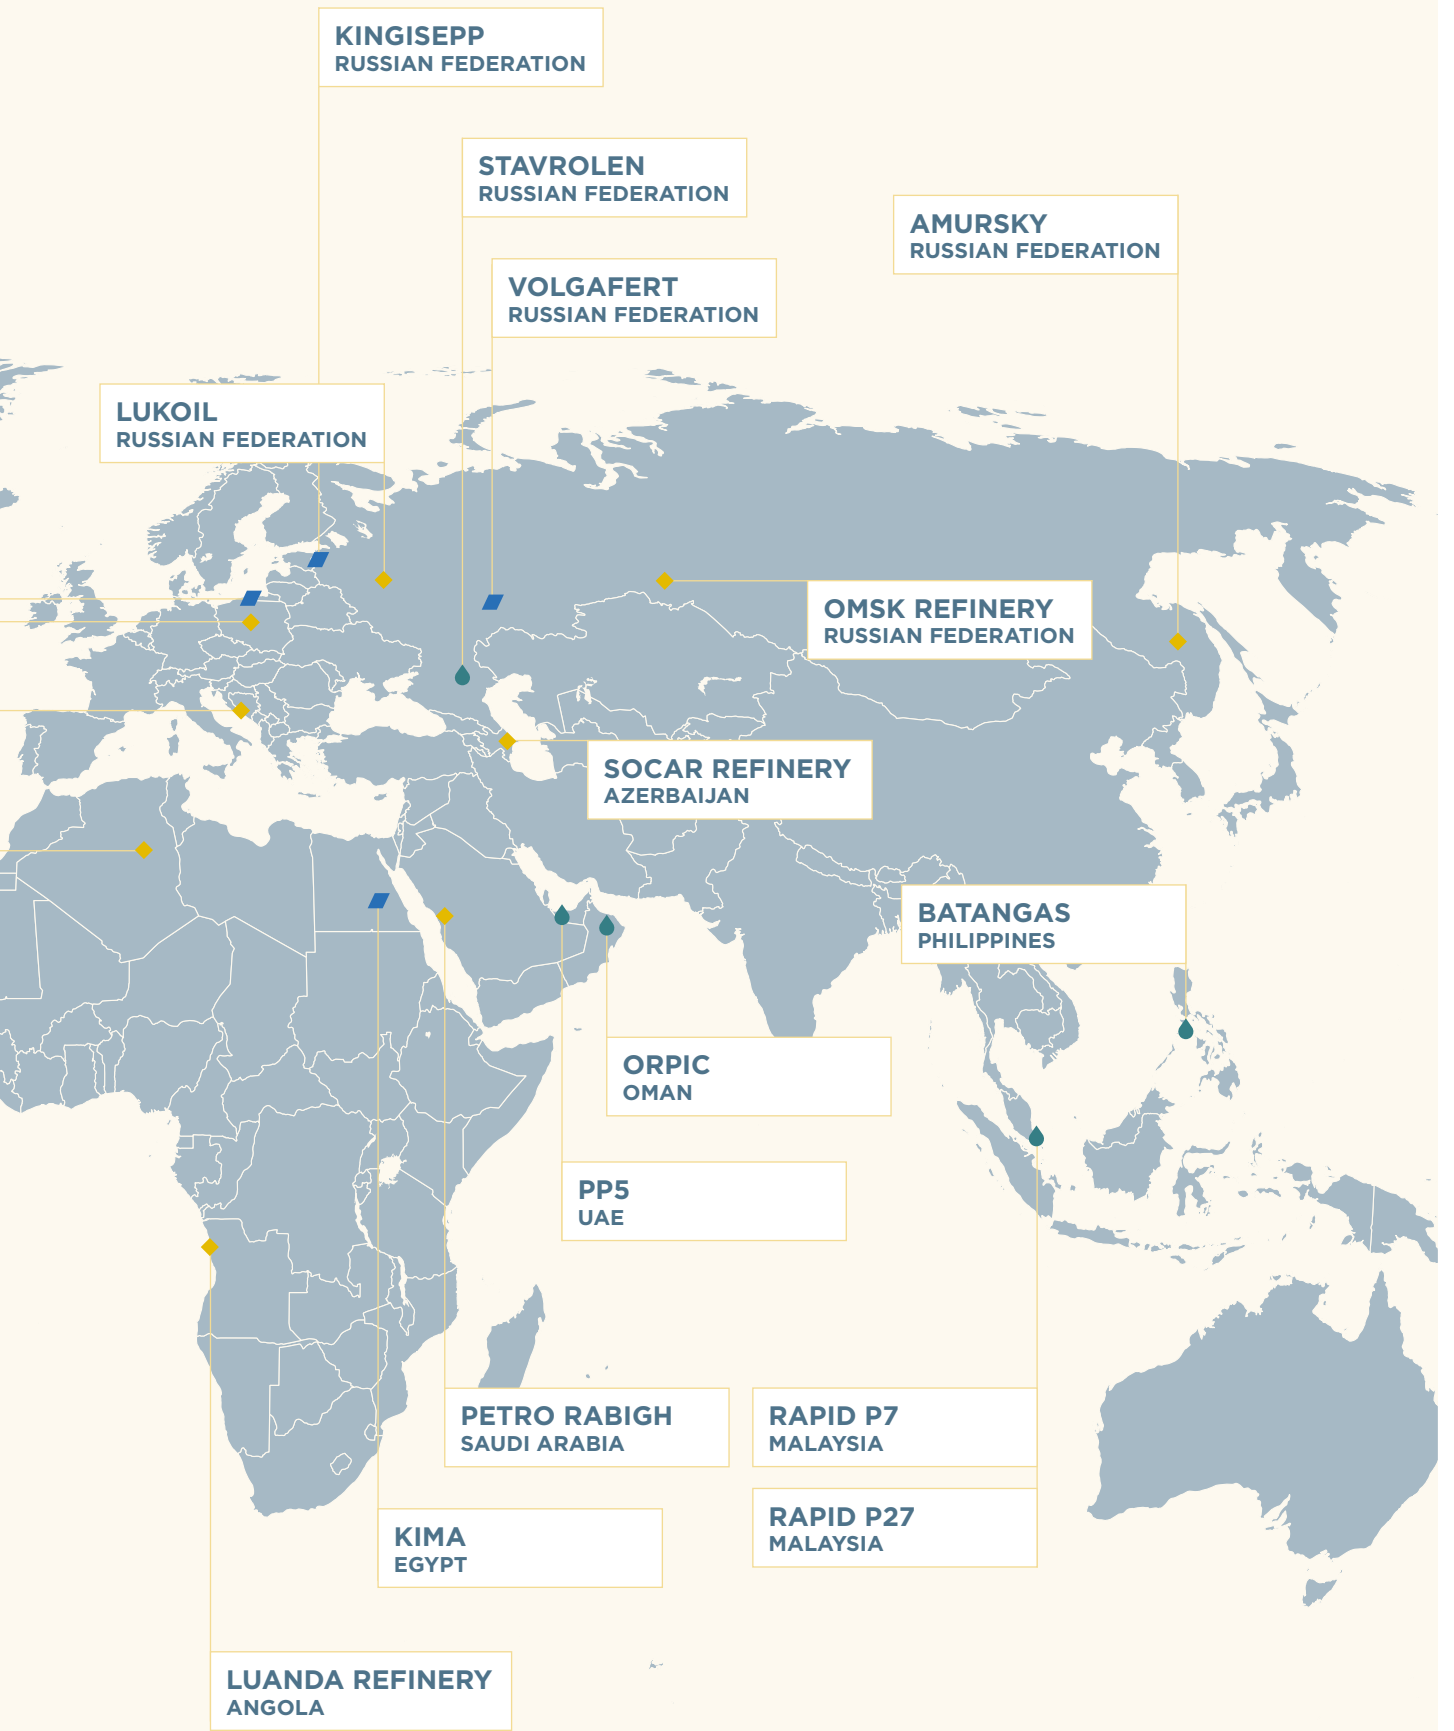 KINGISEPP
RUSSIAN FEDERATION
STAVROLEN
RUSSIAN FEDERATION
AMURSKY
RUSSIAN FEDERATION
VOLGAFERT
RUSSIAN FEDERATION
LUKOIL
RUSSIAN FEDERATION
OMSK REFINERY
RUSSIAN FEDERATION
SOCAR REFINERY
AZERBAIJAN
BATANGAS
PHILIPPINES
ORPIC
OMAN
PP5
UAE
PETRO RABIGH
SAUDI ARABIA
RAPID P7
MALAYSIA
RAPID P27
MALAYSIA
KIMA
EGYPT
LUANDA REFINERY
ANGOLA